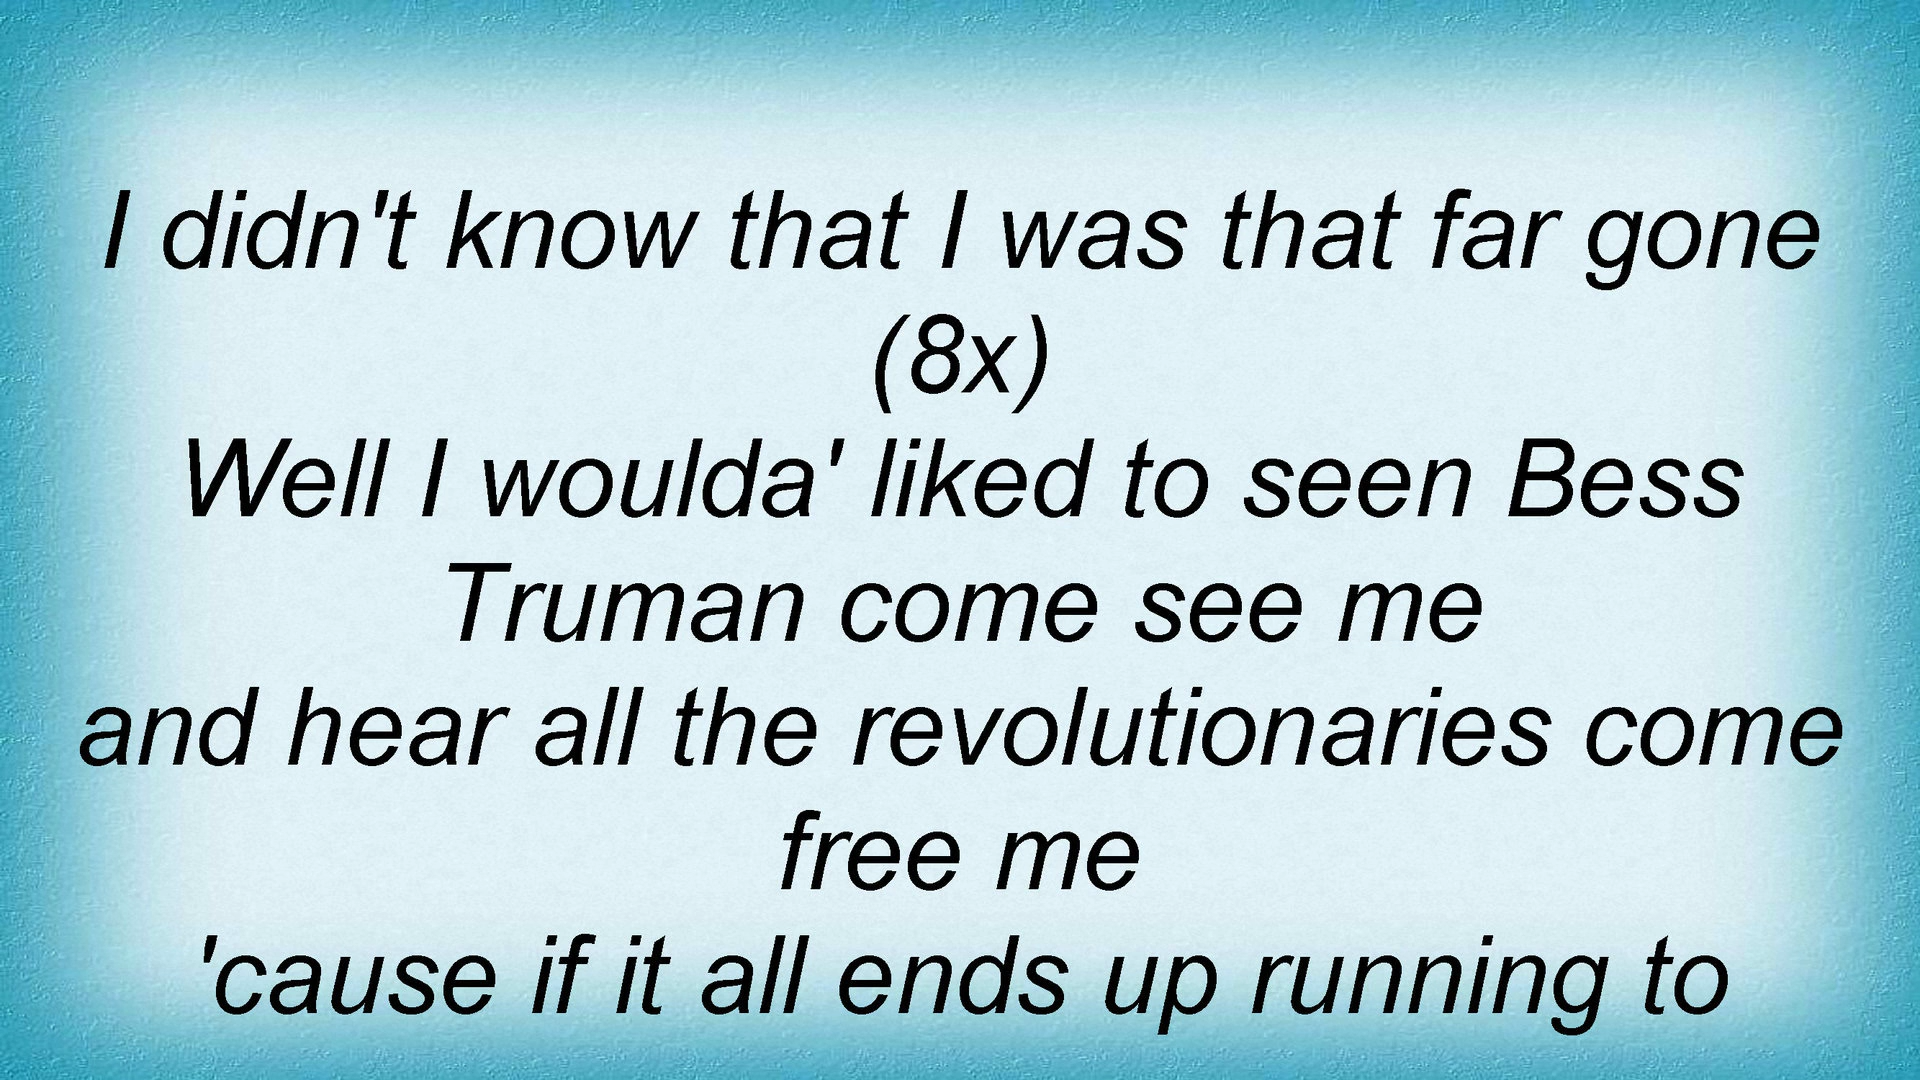 I didn't know that I was that far gone
(8x)
Well I woulda' liked to seen Bess
Truman come see me
and hear all the revolutionaries come
free me
'cause if it all ends up running to